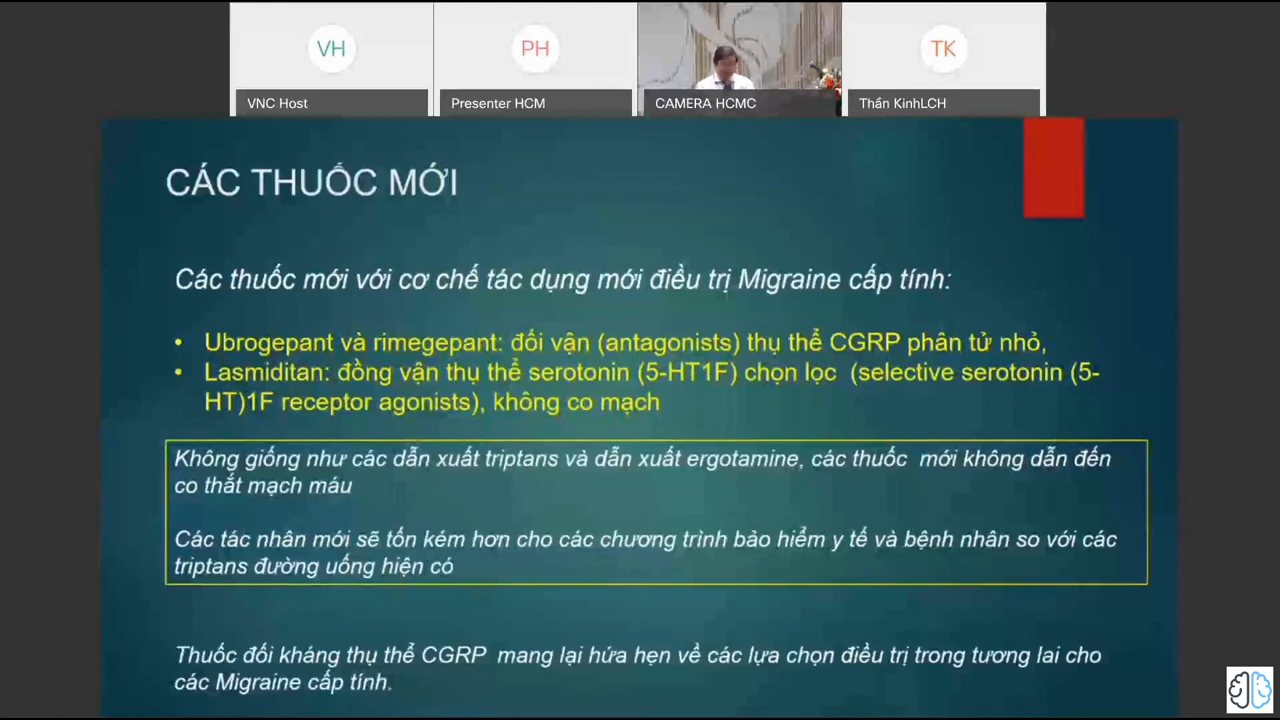 VH
PH
TK
VNC Host
Presenter HCM
CAMERA HCMC
Thần KinhLCH
CÁC THUỐC MỚI
Các thuốc mới với cơ chế tác dụng mới điều trị Migraine cấp tính:
• Ubrogepant và rimegepant: đối vận (antagonists) thụ thể CGRP phân tử nhỏ,
• Lasmiditan: đồng vận thụ thể serotonin (5-HT1F) chọn lọc (selective serotonin (5-
HT)1F receptor agonists), không co mạch
Không giống như các dẫn xuất triptans và dẫn xuất ergotamine, các thuốc mới không dẫn đến
co thắt mạch máu
Các tác nhân mới sẽ tốn kém hơn cho các chương trình bảo hiểm y tế và bệnh nhân so với các
triptans đường uống hiện có
Thuốc đối kháng thụ thể CGRP mang lại hứa hẹn về các lựa chọn điều trị trong tương lai cho
các Migraine cấp tính.